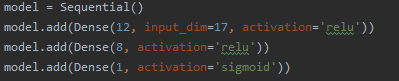 model = Sequential()
model.add(Dense(12, input_dim=17, activation='relu'))
model.add(Dense(8, activation='relu'))
model.add(Dense(1, activation='sigmoid'))